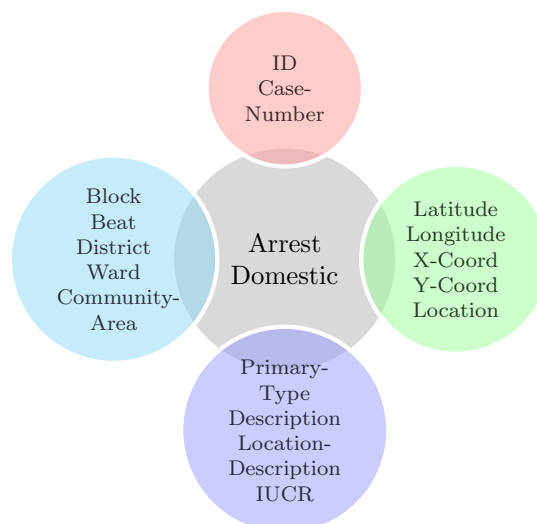 ID
Case-
Number
Block
Beat
District
Ward
Community-
Area
Arrest
Domestic
Latitude
Longitude
X-Coord
Y-Coord
Location
Primary-
Type
Description
Location-
Description
IUCR